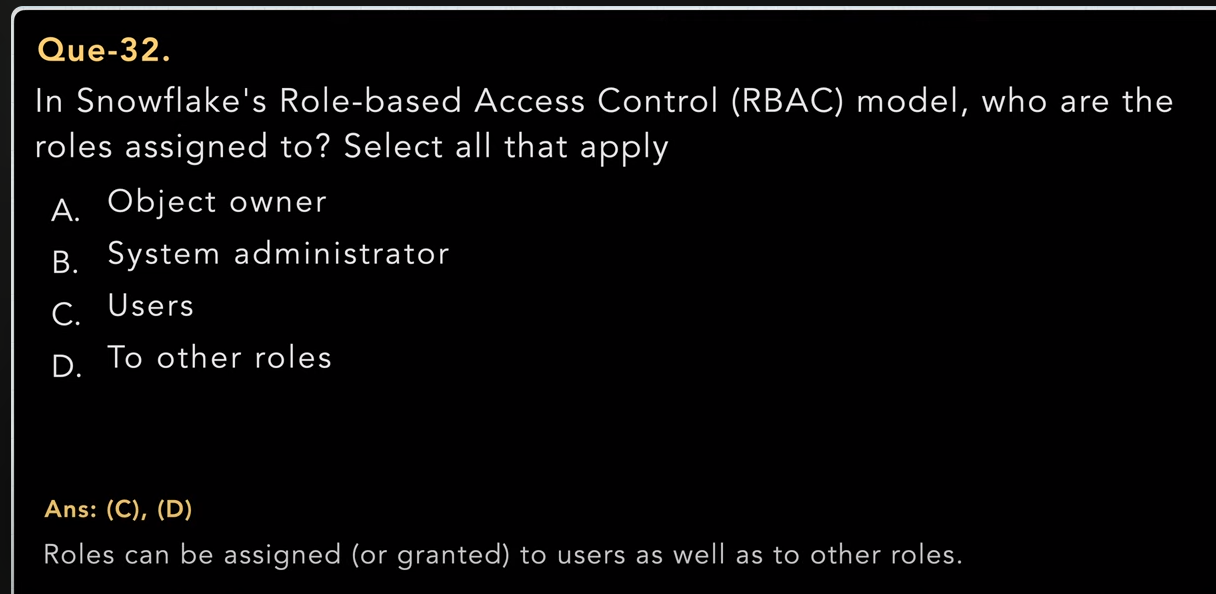 Que-32.
In Snowflake's Role-based Access Control (RBAC) model, who are the
roles assigned to? Select all that apply
A. Object owner
B. System administrator
C. Users
D. To other roles
Ans: (C), (D)
Roles can be assigned (or granted) to users as well as to other roles.